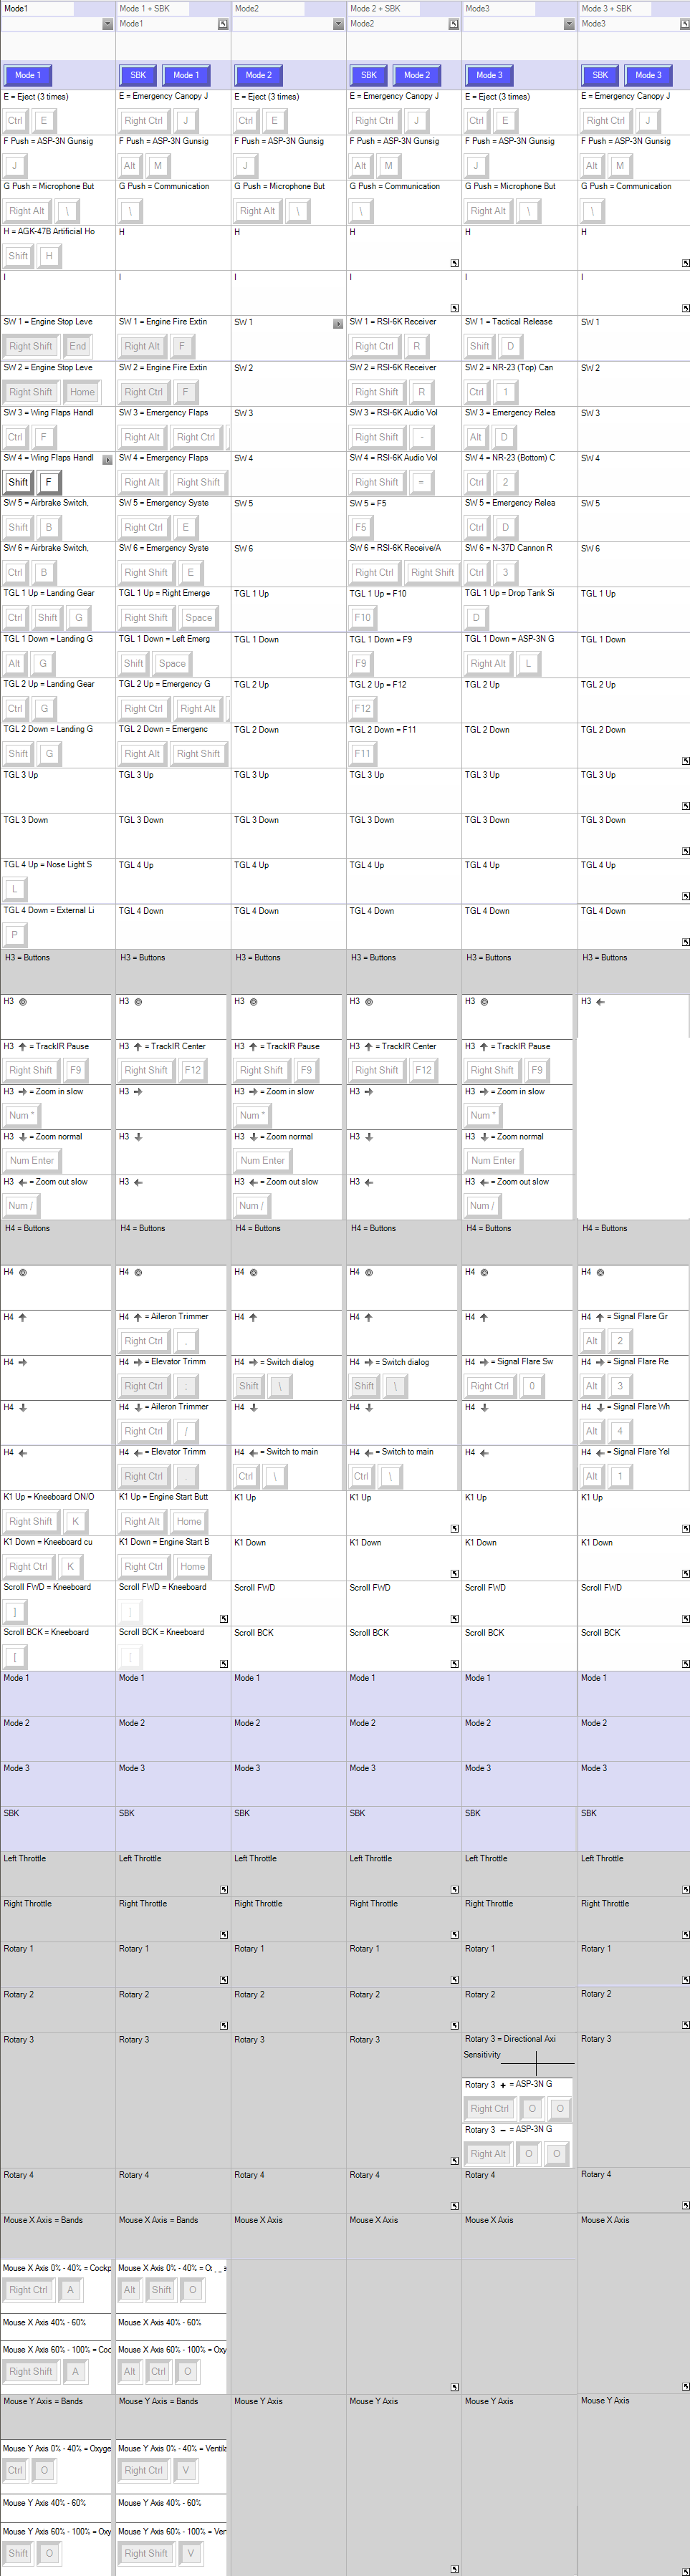 Mode1 Mode 1 + SBK Mode2 Mode 2 + SBK Mode3 Mode 3 + SBK
Mode1 Mode2 Mode3
Mode 1 SBK Mode 1 Mode 2 SBK Mode 2 Mode 3 SBK Mode 3
E = Eject (3 times) E = Emergency Canopy J E = Eject (3 times) E = Emergency Canopy J E = Eject (3 times) E = Emergency Canopy J
Ctrl E Right Ctrl J Ctrl E Right Ctrl J Ctrl E Right Ctrl J
F Push = ASP-3N Gunsig F Push = ASP-3N Gunsig F Push = ASP-3N Gunsig F Push = ASP-3N Gunsig F Push = ASP-3N Gunsig F Push = ASP-3N Gunsig
J Alt M J Alt M J Alt M
G Push = Microphone But G Push = Communication G Push = Microphone But G Push = Communication G Push = Microphone But G Push = Communication
Right Alt \ \ Right Alt \ \ Right Alt \ \
H = AGK-47B Artificial Ho H H H H H
Shift H
I I I I I I
SW 1 = Engine Stop Leve SW 1 = Engine Fire Extin SW 1 SW 1 = RSI-6K Receiver SW 1 = Tactical Release SW 1
Right Shift End Right Alt F Right Ctrl R Shift D
SW 2 = Engine Stop Leve SW 2 = Engine Fire Extin SW 2 SW 2 = RSI-6K Receiver SW 2 = NR-23 (Top) Can SW 2
Right Shift Home Right Ctrl F Right Shift R Ctrl 1
SW 3 = Wing Flaps Handl SW 3 = Emergency Flaps SW 3 SW 3 = RSI-6K Audio Vol SW 3 = Emergency Relea SW 3
Ctrl F Right Alt Right Ctrl Right Shift - Alt D
SW 4 = Wing Flaps Handl SW 4 = Emergency Flaps SW 4 SW 4 = RSI-6K Audio Vol SW 4 = NR-23 (Bottom) C SW 4
Shift F Right Alt Right Shift Right Shift = Ctrl 2
SW 5 = Airbrake Switch, SW 5 = Emergency Syste SW 5 SW 5 = F5 SW 5 = Emergency Relea SW 5
Shift B Right Ctrl E F5 Ctrl D
SW 6 = Airbrake Switch, SW 6 = Emergency Syste SW 6 SW 6 = RSI-6K Receive/A SW 6 = N-37D Cannon R SW 6
Ctrl B Right Shift E Right Ctrl Right Shift Ctrl 3
TGL 1 Up = Landing Gear TGL 1 Up = Right Emerge TGL 1 Up TGL 1 Up = F10 TGL 1 Up = Drop Tank Si TGL 1 Up
Ctrl Shift G Right Shift Space F10 D
TGL 1 Down = Landing G TGL 1 Down = Left Emerg TGL 1 Down TGL 1 Down = F9 TGL 1 Down = ASP-3N G TGL 1 Down
Alt G Shift Space F9 Right Alt L
TGL 2 Up = Landing Gear TGL 2 Up = Emergency G TGL 2 Up TGL 2 Up = F12 TGL 2 Up TGL 2 Up
Ctrl G Right Ctrl Right Alt F12
TGL 2 Down = Landing G TGL 2 Down = Emergenc TGL 2 Down TGL 2 Down = F11 TGL 2 Down TGL 2 Down
Shift G Right Alt Right Shift F11
TGL 3 Up TGL 3 Up TGL 3 Up TGL 3 Up TGL 3 Up TGL 3 Up
TGL 3 Down TGL 3 Down TGL 3 Down TGL 3 Down TGL 3 Down TGL 3 Down
TGL 4 Up = Nose Light S TGL 4 Up TGL 4 Up TGL 4 Up TGL 4 Up TGL 4 Up
L
TGL 4 Down = External Li TGL 4 Down TGL 4 Down TGL 4 Down TGL 4 Down TGL 4 Down
P
H3 = Buttons H3 = Buttons H3 = Buttons H3 = Buttons H3 = Buttons H3 = Buttons
H3 H3 H3 H3 H3 H3 ←
H3 ↑ = TrackIR Pause H3 ↑ = TrackIR Center H3 ↑ = TrackIR Pause H3 ↑ = TrackIR Center H3 ↑ = TrackIR Pause
Right Shift F9 Right Shift F12 Right Shift F9 Right Shift F12 Right Shift F9
H3 → = Zoom in slow H3 → H3 → = Zoom in slow H3 → H3 → = Zoom in slow
Num * Num * Num *
H3 ↓ = Zoom normal H3 ↓ H3 ↓ = Zoom normal H3 ↓ H3 ↓ = Zoom normal
Num Enter Num Enter Num Enter
H3 ← = Zoom out slow H3 ← H3 ← = Zoom out slow H3 ← H3 ← = Zoom out slow
Num / Num / Num /
H4 = Buttons H4 = Buttons H4 = Buttons H4 = Buttons H4 = Buttons H4 = Buttons
H4 H4 H4 H4 H4 H4
H4 ↑ H4 ↑ = Aileron Trimmer H4 ↑ H4 ↑ H4 ↑ H4 ↑ = Signal Flare Gr
Right Ctrl , Alt 2
H4 → H4 → = Elevator Trimm H4 → = Switch dialog H4 → = Switch dialog H4 → = Signal Flare Sw H4 → = Signal Flare Re
Right Ctrl ; Shift \ Shift \ Right Ctrl 0 Alt 3
H4 ↓ H4 ↓ = Aileron Trimmer H4 ↓ H4 ↓ H4 ↓ H4 ↓ = Signal Flare Wh
Right Ctrl / Alt 4
H4 ← H4 ← = Elevator Trimm H4 ← = Switch to main H4 ← = Switch to main H4 ← H4 ← = Signal Flare Yel
Right Ctrl . Ctrl \ Ctrl \ Alt 1
K1 Up = Kneeboard ON/O K1 Up = Engine Start Butt K1 Up K1 Up K1 Up K1 Up
Right Shift K Right Alt Home
K1 Down = Kneeboard cu K1 Down = Engine Start B K1 Down K1 Down K1 Down K1 Down
Right Ctrl K Right Ctrl Home
Scroll FWD = Kneeboard Scroll FWD = Kneeboard Scroll FWD Scroll FWD Scroll FWD Scroll FWD
] ]
Scroll BCK = Kneeboard Scroll BCK = Kneeboard Scroll BCK Scroll BCK Scroll BCK Scroll BCK
[ [
Mode 1 Mode 1 Mode 1 Mode 1 Mode 1 Mode 1
Mode 2 Mode 2 Mode 2 Mode 2 Mode 2 Mode 2
Mode 3 Mode 3 Mode 3 Mode 3 Mode 3 Mode 3
SBK SBK SBK SBK SBK SBK
Left Throttle Left Throttle Left Throttle Left Throttle Left Throttle Left Throttle
Right Throttle Right Throttle Right Throttle Right Throttle Right Throttle Right Throttle
Rotary 1 Rotary 1 Rotary 1 Rotary 1 Rotary 1 Rotary 1
Rotary 2 Rotary 2 Rotary 2 Rotary 2 Rotary 2 Rotary 2
Rotary 3 Rotary 3 Rotary 3 Rotary 3 Rotary 3 = Directional Axi Rotary 3
Sensitivity
Rotary 3 + = ASP-3N G
Right Ctrl O O
Rotary 3 – = ASP-3N G
Right Alt O O
Rotary 4 Rotary 4 Rotary 4 Rotary 4 Rotary 4 Rotary 4
Mouse X Axis = Bands Mouse X Axis = Bands Mouse X Axis Mouse X Axis Mouse X Axis Mouse X Axis
Mouse X Axis 0% - 40% = Cockp Mouse X Axis 0% - 40% =
Right Ctrl A Alt Shift O
Mouse X Axis 40% - 60% Mouse X Axis 40% - 60%
Mouse X Axis 60% - 100% = Coc Mouse X Axis 60% - 100% = Oxy
Right Shift A Alt Ctrl O
Mouse Y Axis = Bands Mouse Y Axis = Bands Mouse Y Axis Mouse Y Axis Mouse Y Axis Mouse Y Axis
Mouse Y Axis 0% - 40% = Oxyge Mouse Y Axis 0% - 40% = Ventila
Ctrl O Right Ctrl V
Mouse Y Axis 40% - 60% Mouse Y Axis 40% - 60%
Mouse Y Axis 60% - 100% = Oxy Mouse Y Axis 60% - 100% = Ven
Shift O Right Shift V